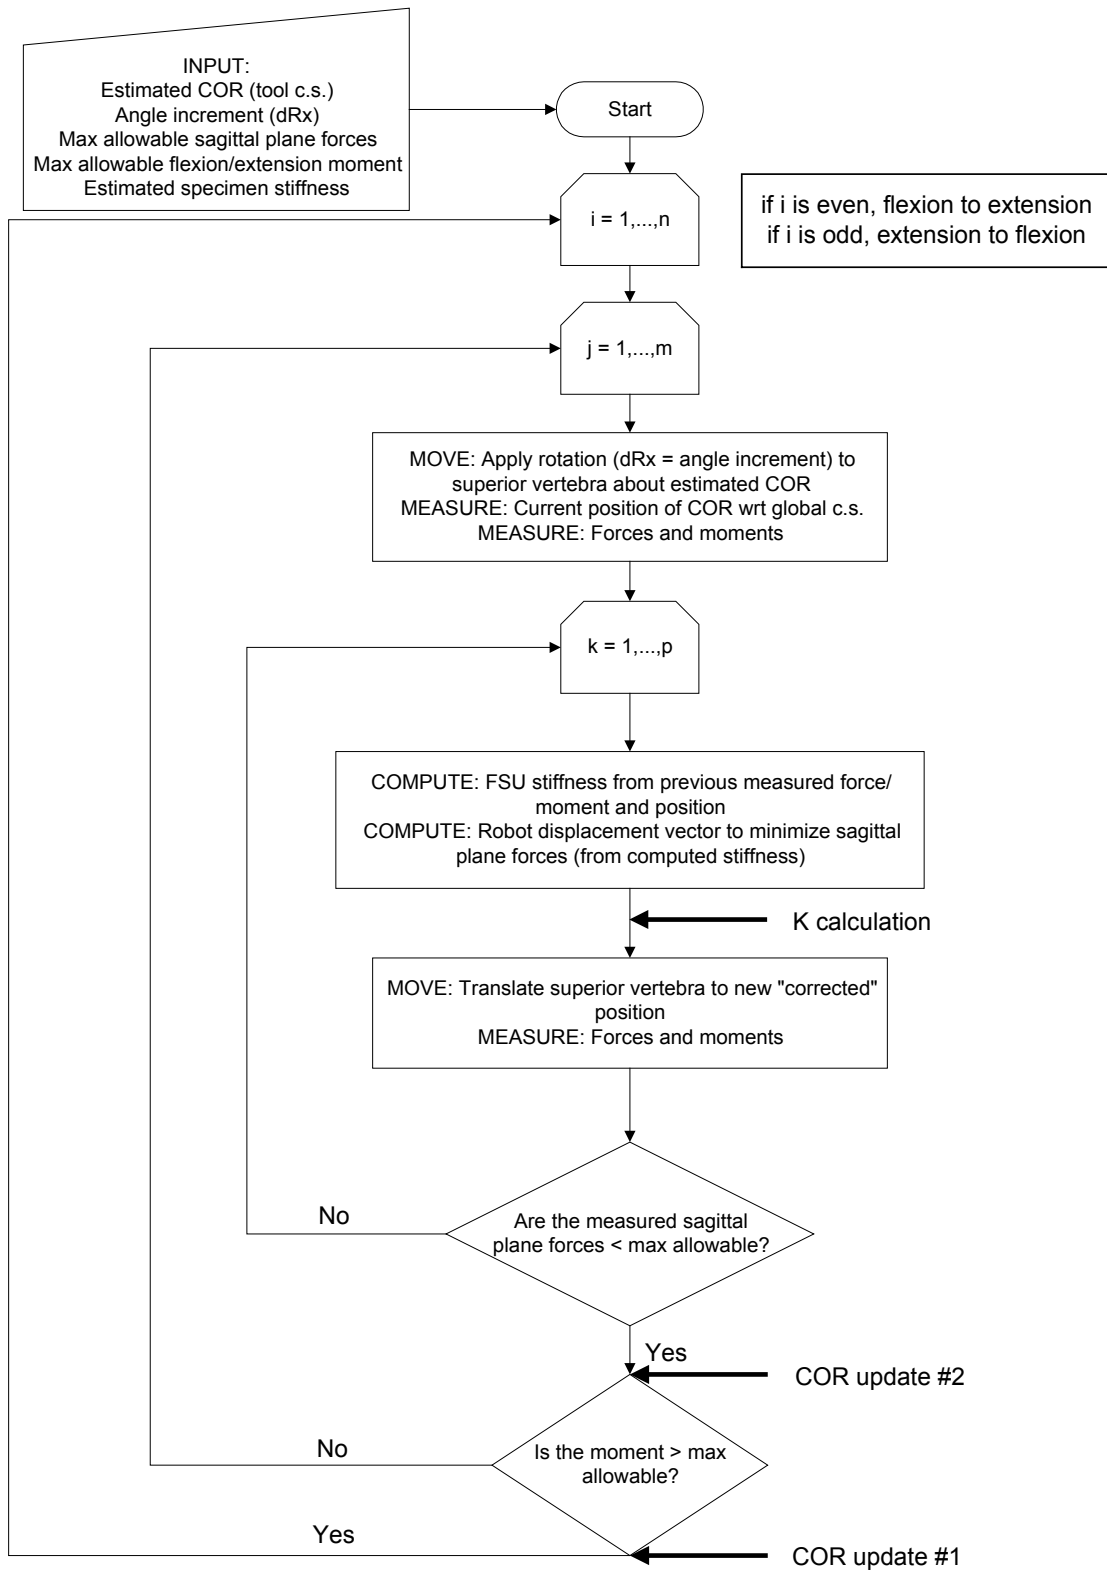 INPUT:
Estimated COR (tool c.s.)
Angle increment (dRx)
Max allowable sagittal plane forces
Max allowable flexion/extension moment
Estimated specimen stiffness
Start
i = 1,...,n
if i is even, flexion to extension
if i is odd, extension to flexion
j = 1,...,m
MOVE: Apply rotation (dRx = angle increment) to
superior vertebra about estimated COR
MEASURE: Current position of COR wrt global c.s.
MEASURE: Forces and moments
k = 1,...,p
COMPUTE: FSU stiffness from previous measured force/
moment and position
COMPUTE: Robot displacement vector to minimize sagittal
plane forces (from computed stiffness)
K calculation
MOVE: Translate superior vertebra to new "corrected"
position
MEASURE: Forces and moments
No
Are the measured sagittal
plane forces < max allowable?
Yes
COR update #2
No
Is the moment > max
allowable?
Yes
COR update #1